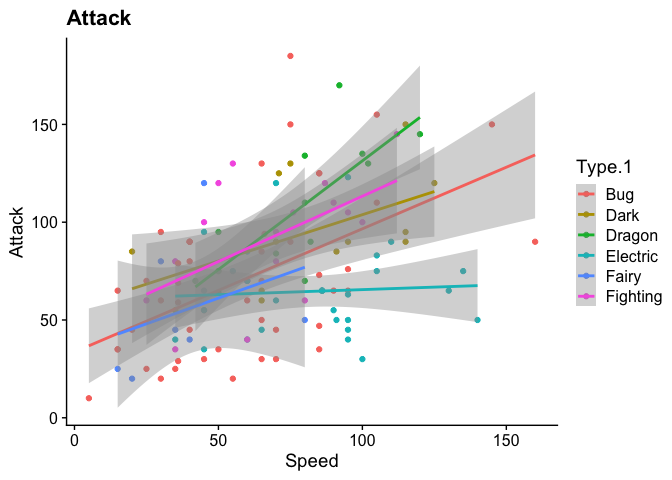 Attack
Attack
150
100
50
0
0 50 100 150
Speed
Type.1
Bug
Dark
Dragon
Electric
Fairy
Fighting